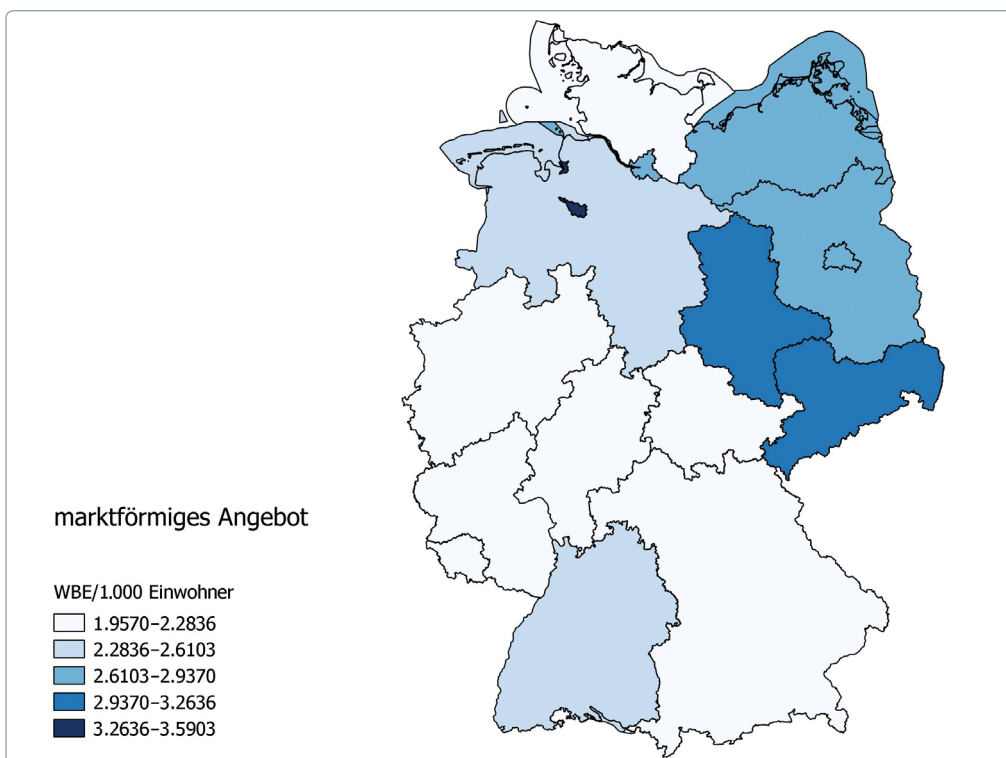 marktförmiges Angebot
WBE/1.000 Einwohner
1.9570–2.2836
2.2836–2.6103
2.6103–2.9370
2.9370–3.2636
3.2636–3.5903